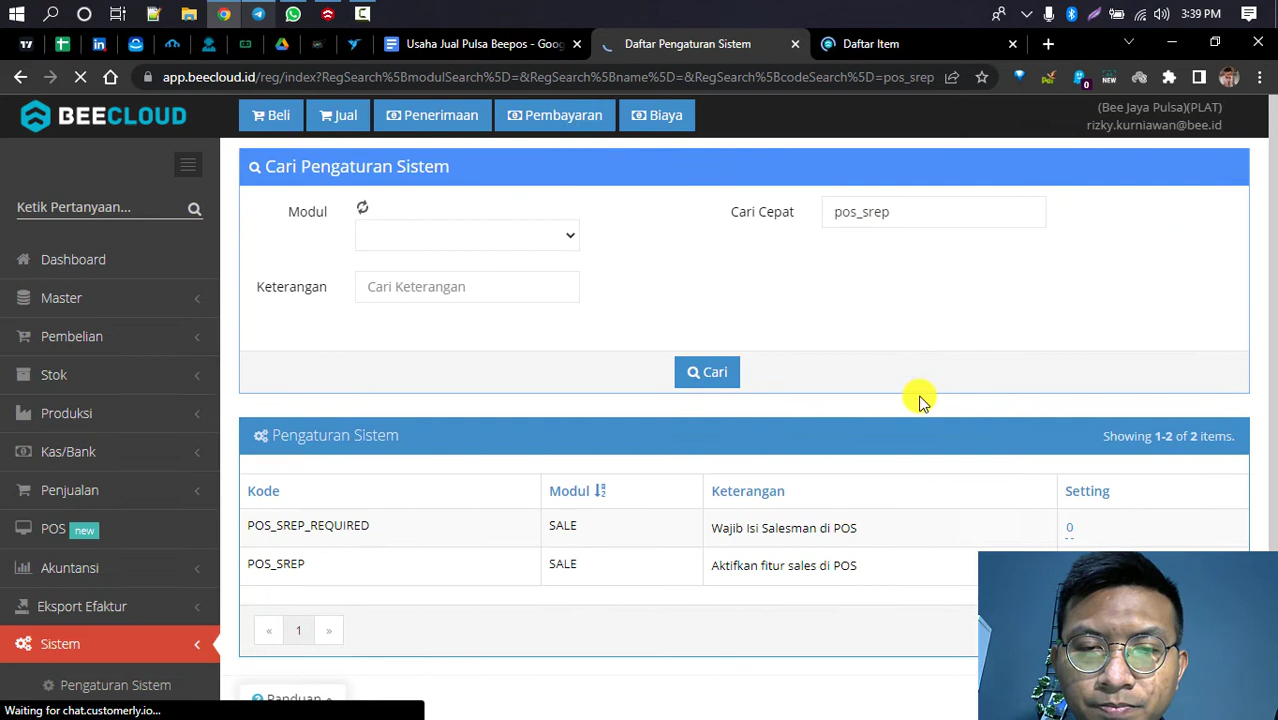 3:39 PM
Usaha Jual Pulsa Beepos - Goog
Daftar Pengaturan Sistem
Daftar Item
app.beecloud.id/reg/index?RegSearch%5BmodulSearch%5D=&RegSearch%5Bname%5D=&RegSearch%5BcodeSearch%5D=pos_srep
NEW
0
BEECLOUD
Beli
Jual
Penerimaan
Pembayaran
Biaya
(Bee Jaya Pulsa)(PLAT)
rizky.kurniawan@bee.id
Ketik Pertanyaan...
Dashboard
Master
Pembelian
Stok
Produksi
Kas/Bank
Penjualan
POS new
Akuntansi
Eksport Efaktur
Sistem
Pengaturan Sistem
Cari Pengaturan Sistem
Modul
Cari Cepat
pos_srep
Keterangan
Cari Keterangan
Cari
Pengaturan Sistem
Showing 1-2 of 2 items.
Kode Modul Keterangan Setting
POS_SREP_REQUIRED SALE Wajib Isi Salesman di POS 0
POS_SREP SALE Aktifkan fitur sales di POS
« 1 »
Panduan
Waiting for chat.customerly.io...